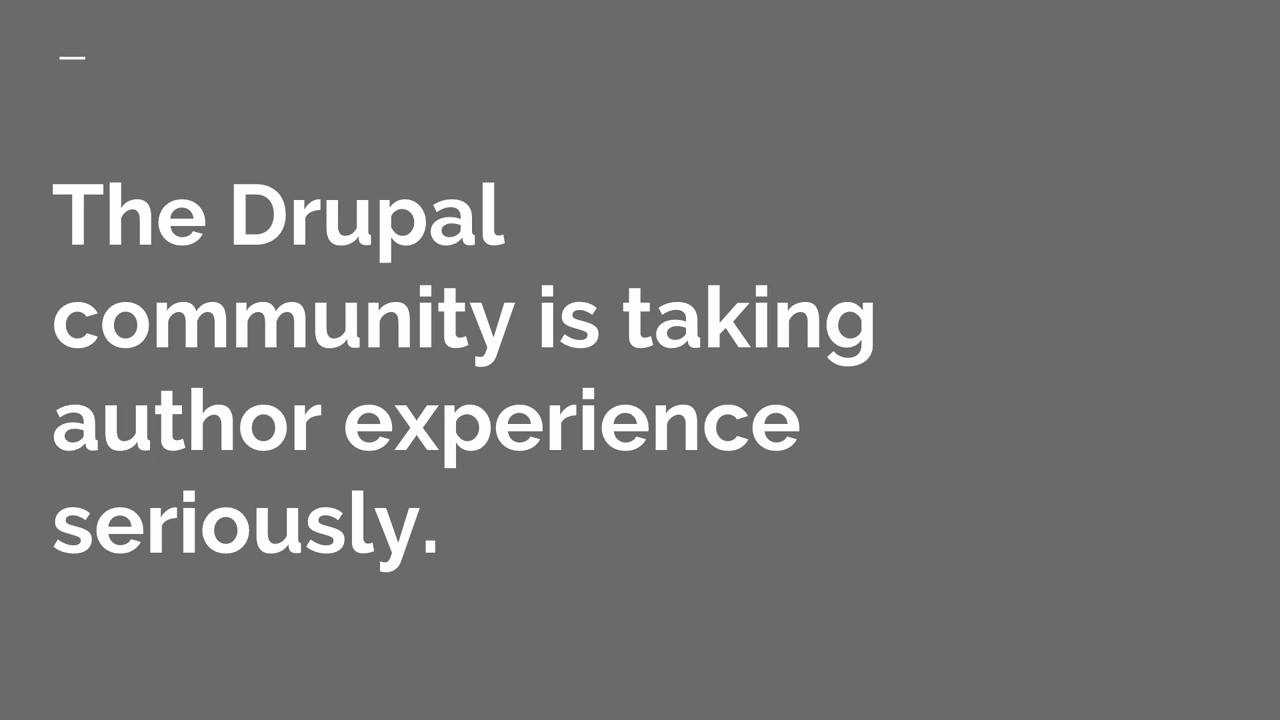 The Drupal
community is taking
author experience
seriously.